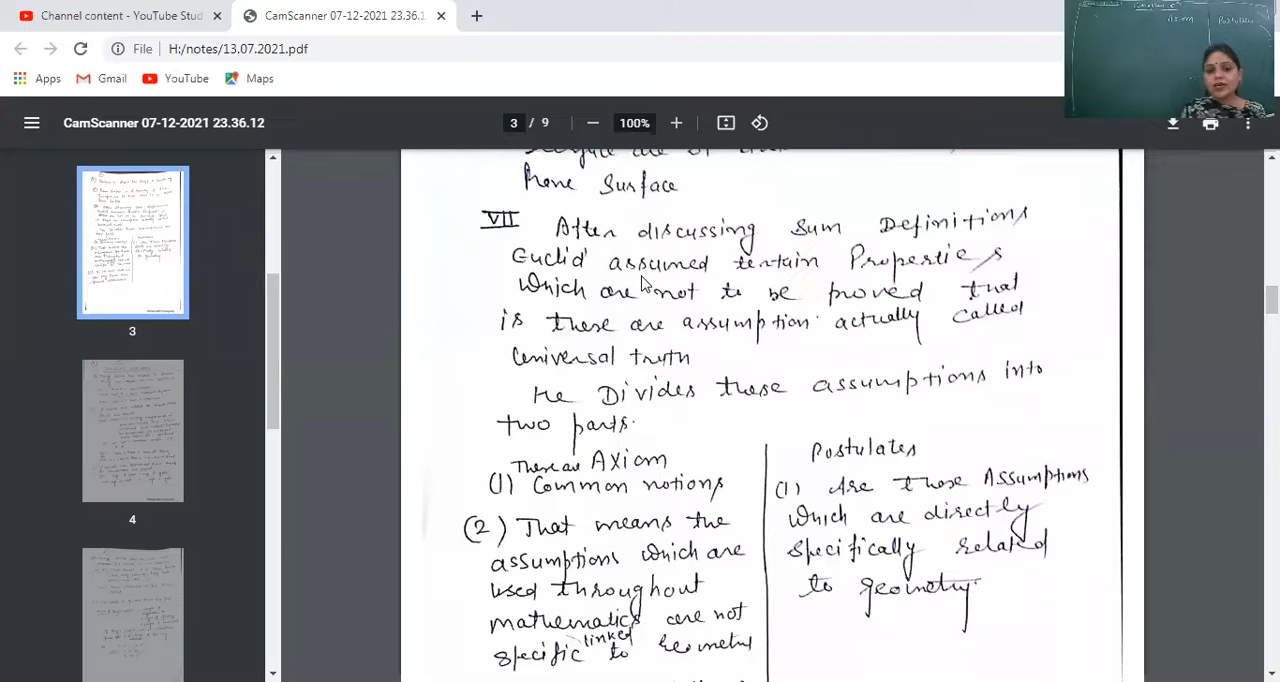 Channel content - YouTube Stud
CamScanner 07-12-2021 23.36.1
File H:/notes/13.07.2021.pdf
Apps Gmail YouTube Maps
CamScanner 07-12-2021 23.36.12
3 / 9 100%
Axiom Postulates
3
4
Plane Surface
VII After discussing sum Definitions
Euclid assumed certain Properties
which are not to be proved that
is these are assumption actually called
Universal truth
He Divides these assumptions into
two parts.
There are Axiom
(1) Common notions
(2) That means the
assumptions which are
used throughout
mathematics are not
specific linked to Geometry
Postulates
(1) Are those Assumptions
which are directly
specifically related
to geometry.